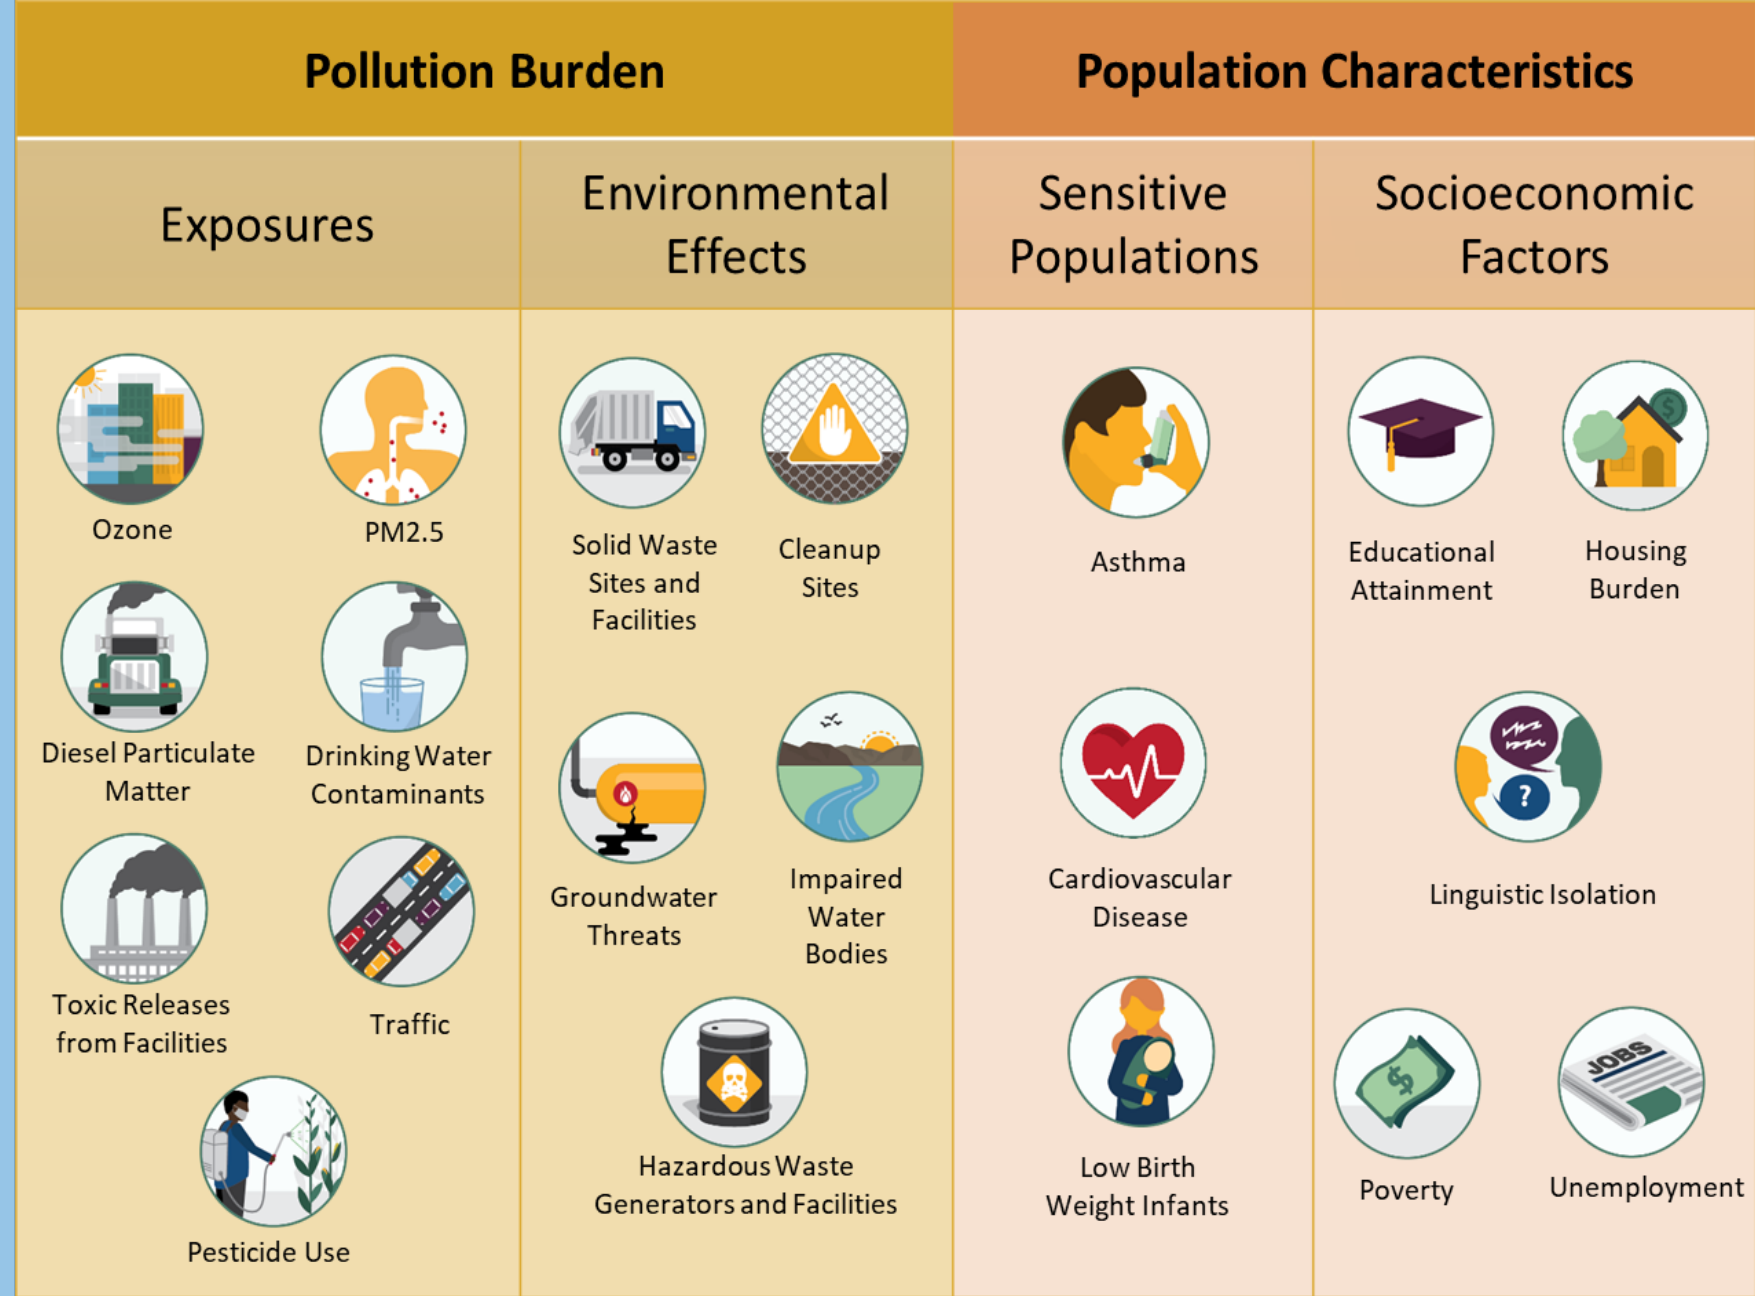 Pollution Burden
Population Characteristics
Exposures
Environmental
Effects
Sensitive
Populations
Socioeconomic
Factors
Ozone
PM2.5
Diesel Particulate
Matter
Drinking Water
Contaminants
Toxic Releases
from Facilities
Traffic
Pesticide Use
Solid Waste
Sites and
Facilities
Cleanup
Sites
Groundwater
Threats
Impaired
Water
Bodies
Hazardous Waste
Generators and Facilities
Asthma
Cardiovascular
Disease
Low Birth
Weight Infants
Educational
Attainment
$
Housing
Burden
?
Linguistic Isolation
$
Poverty
JOBS
Unemployment